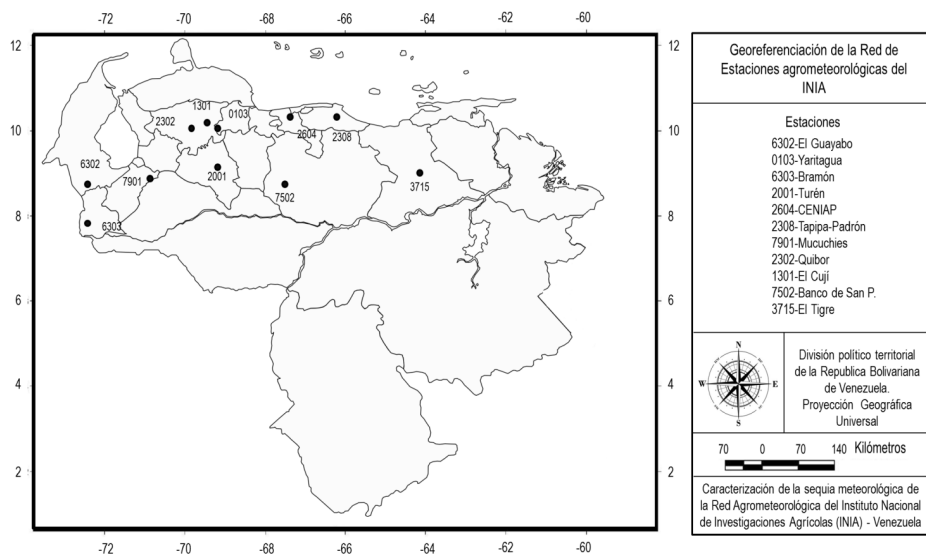 -72 -70 -68 -66 -64 -62 -60
12 12
10 10
8 8
6 6
4 4
2 2
-72 -70 -68 -66 -64 -62 -60
1301
0103
2302
2604
2308
6302
7901
2001
7502
3715
6303
Georeferenciación de la Red de
Estaciones agrometeorológicas del
INIA
Estaciones
6302-El Guayabo
0103-Yaritagua
6303-Bramón
2001-Turén
2604-CENIAP
2308-Tapipa-Padrón
7901-Mucuchies
2302-Quibor
1301-El Cují
7502-Banco de San P.
3715-El Tigre
N
W E
S
División político territorial
de la Republica Bolivariana
de Venezuela.
Proyección Geográfica
Universal
70 0 70 140 Kilómetros
Caracterización de la sequia meteorológica de
la Red Agrometeorológica del Instituto Nacional
de Investigaciones Agrícolas (INIA) - Venezuela